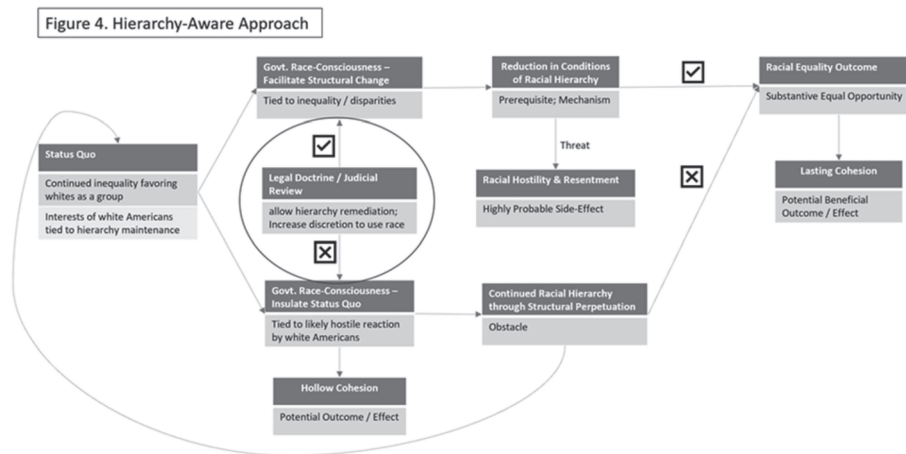 Figure 4. Hierarchy-Aware Approach
Govt. Race-Consciousness –
Facilitate Structural Change
Tied to inequality / disparities
Reduction in Conditions
of Racial Hierarchy
Prerequisite; Mechanism
Racial Equality Outcome
Substantive Equal Opportunity
Threat
Status Quo
Continued inequality favoring
whites as a group
Interests of white Americans
tied to hierarchy maintenance
Legal Doctrine / Judicial
Review
allow hierarchy remediation;
Increase discretion to use race
Racial Hostility & Resentment
Highly Probable Side-Effect
Lasting Cohesion
Potential Beneficial
Outcome / Effect
Govt. Race-Consciousness –
Insulate Status Quo
Tied to likely hostile reaction
by white Americans
Continued Racial Hierarchy
through Structural Perpetuation
Obstacle
Hollow Cohesion
Potential Outcome / Effect